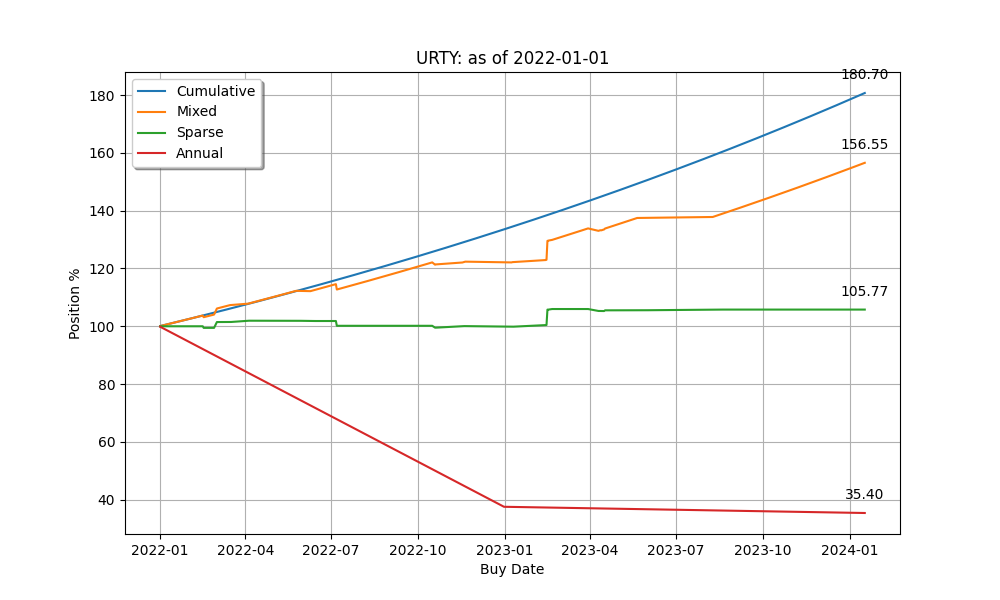 URTY: as of 2022-01-01
180.70
Cumulative
Mixed
Sparse
Annual
156.55
105.77
35.40
180
160
140
120
100
80
60
40
Position %
2022-01 2022-04 2022-07 2022-10 2023-01 2023-04 2023-07 2023-10 2024-01
Buy Date